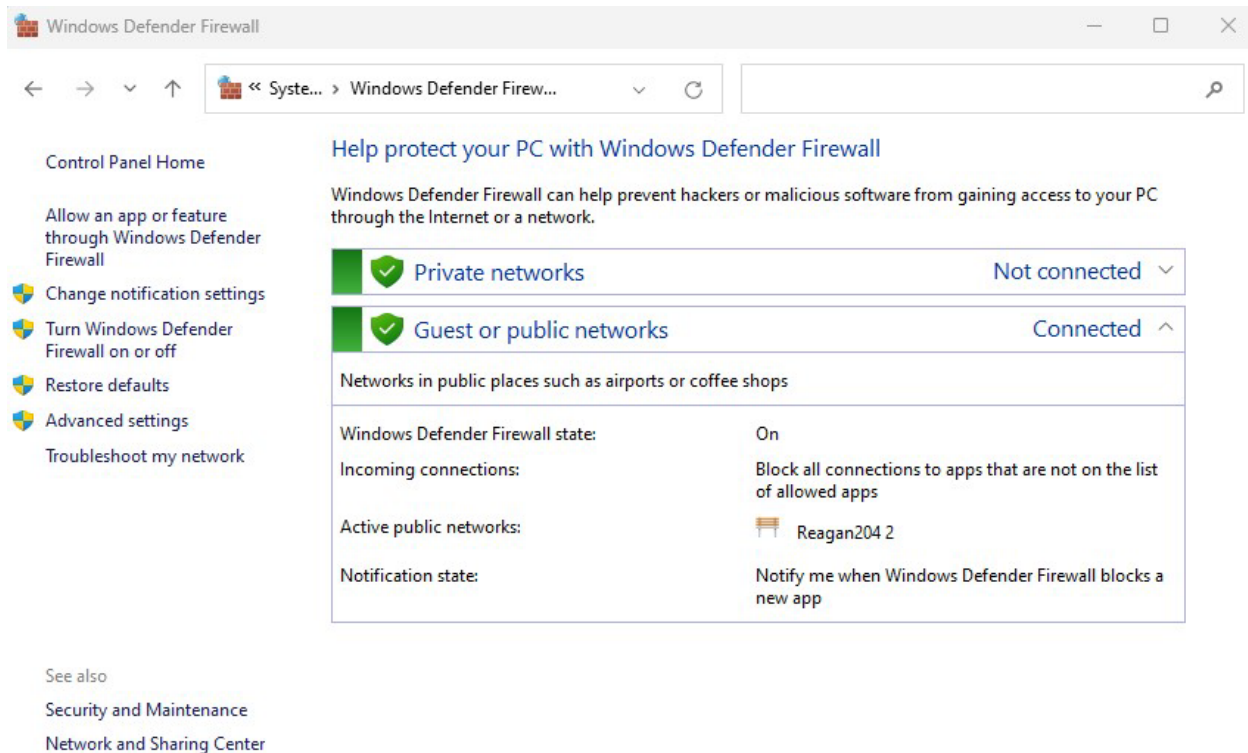 Windows Defender Firewall
« Syste... › Windows Defender Firew...
Control Panel Home
Allow an app or feature
through Windows Defender
Firewall
Change notification settings
Turn Windows Defender
Firewall on or off
Restore defaults
Advanced settings
Troubleshoot my network
Help protect your PC with Windows Defender Firewall
Windows Defender Firewall can help prevent hackers or malicious software from gaining access to your PC
through the Internet or a network.
Private networks Not connected
Guest or public networks Connected
Networks in public places such as airports or coffee shops
Windows Defender Firewall state: On
Incoming connections: Block all connections to apps that are not on the list
of allowed apps
Active public networks: Reagan204 2
Notification state: Notify me when Windows Defender Firewall blocks a
new app
See also
Security and Maintenance
Network and Sharing Center